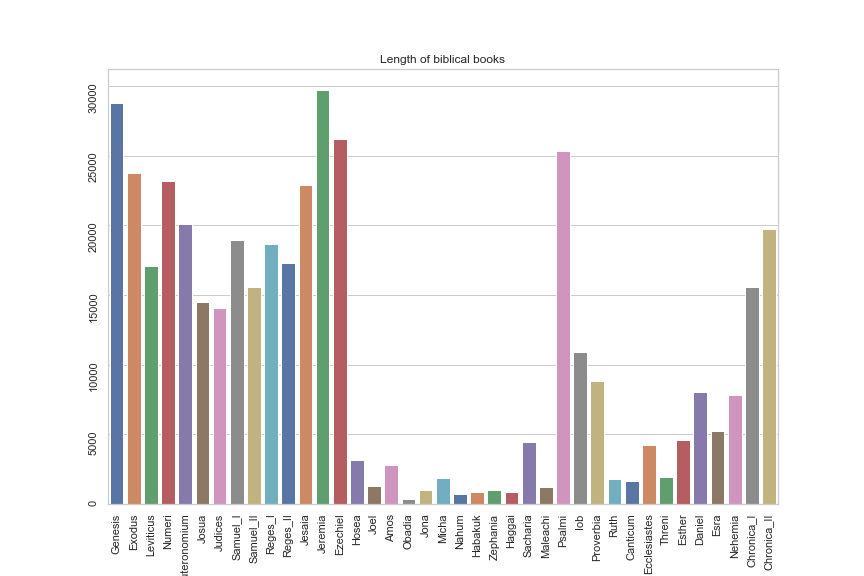 Length of biblical books
30000
25000
20000
15000
10000
5000
0
Genesis
Exodus
Leviticus
Numeri
uteronomium
Josua
Judices
Samuel_I
Samuel_II
Reges_I
Reges_II
Jesaia
Jeremia
Ezechiel
Hosea
Joel
Amos
Obadia
Jona
Micha
Nahum
Habakuk
Zephania
Haggai
Sacharia
Maleachi
Psalmi
Iob
Proverbia
Ruth
Canticum
Ecclesiastes
Threni
Esther
Daniel
Esra
Nehemia
Chronica_I
Chronica_II